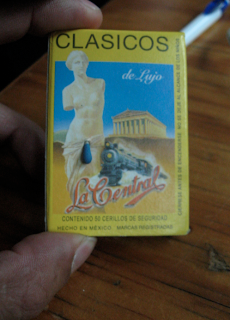 CLASICOS
de Lujo
La Central
CONTENIDO 50 CERILLOS DE SEGURIDAD
HECHO EN MEXICO MARCAS REGISTRADAS